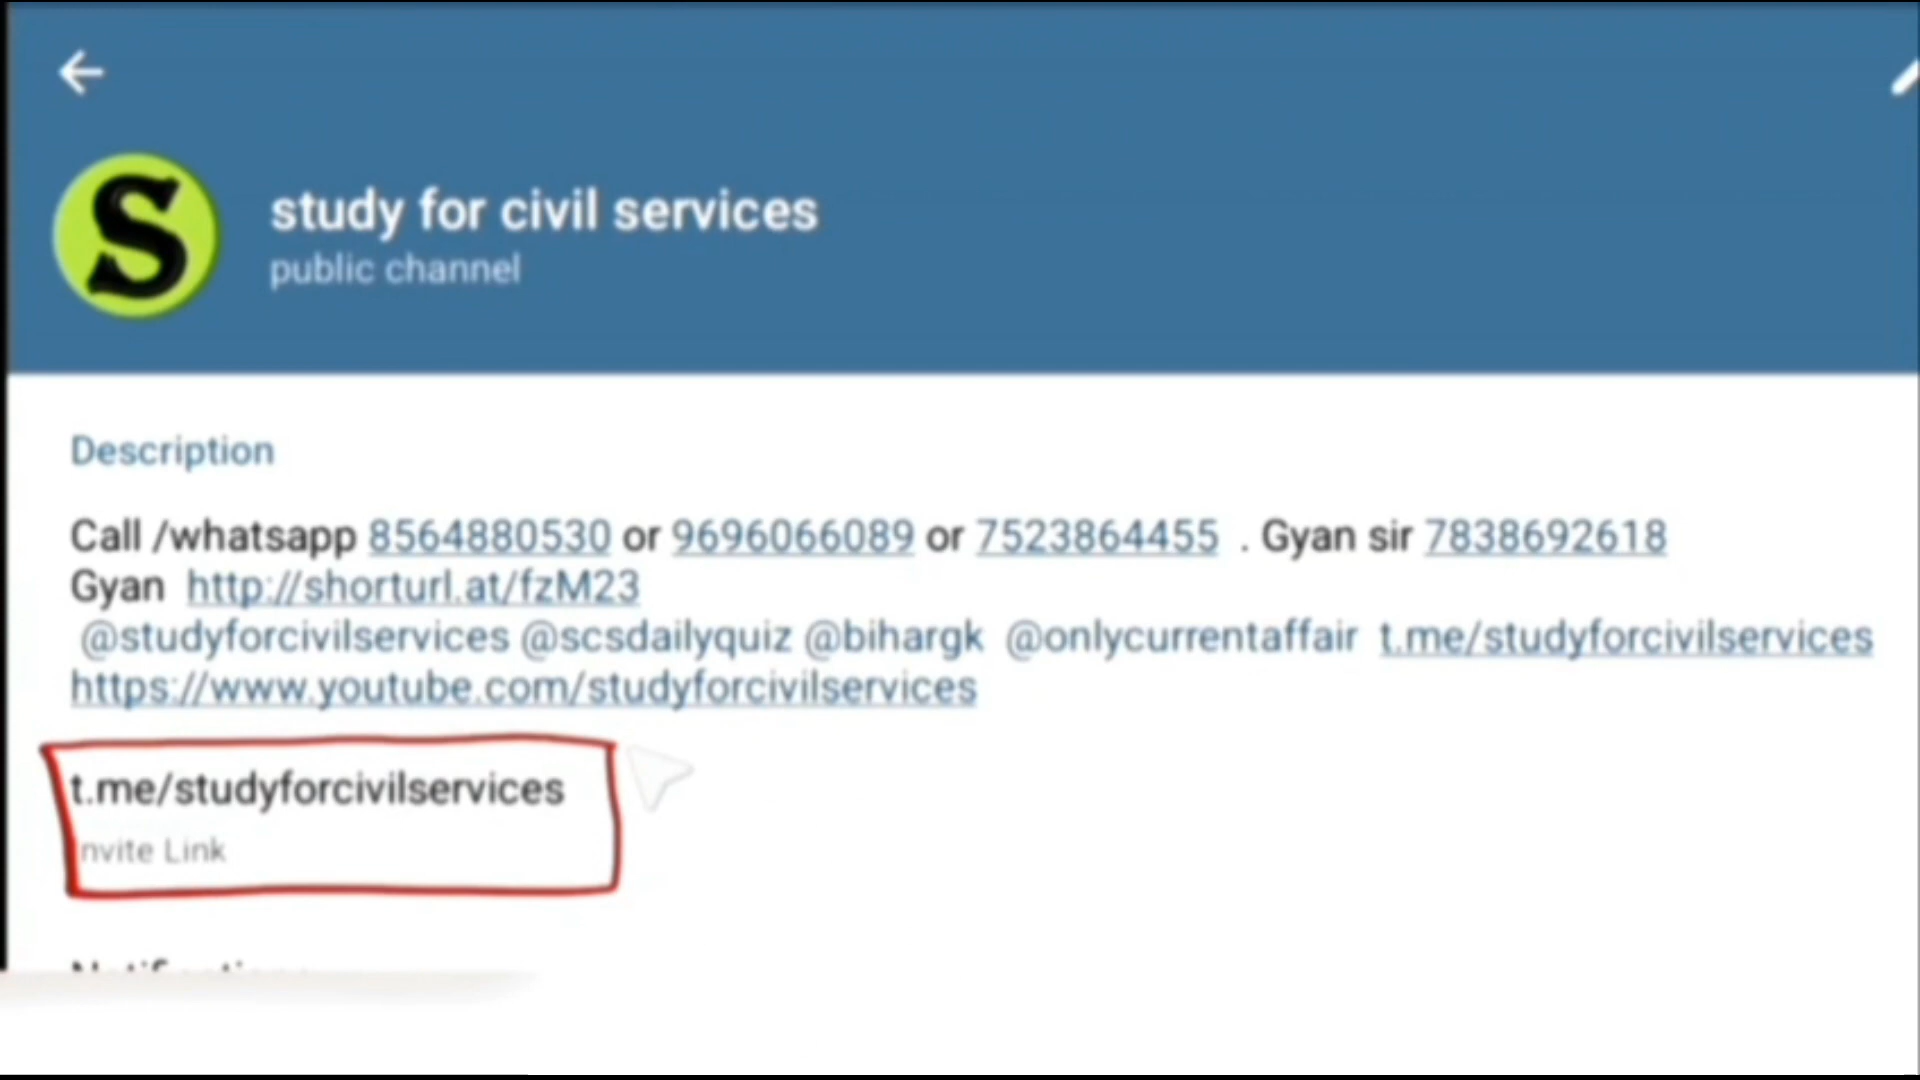 S
study for civil services
public channel
Description
Call /whatsapp 8564880530 or 9696066089 or 7523864455 . Gyan sir 7838692618
Gyan http://shorturl.at/fzM23
@studyforcivilservices @scsdailyquiz @bihargk @onlycurrentaffair t.me/studyforcivilservices
https://www.youtube.com/studyforcivilservices
t.me/studyforcivilservices
nvite Link